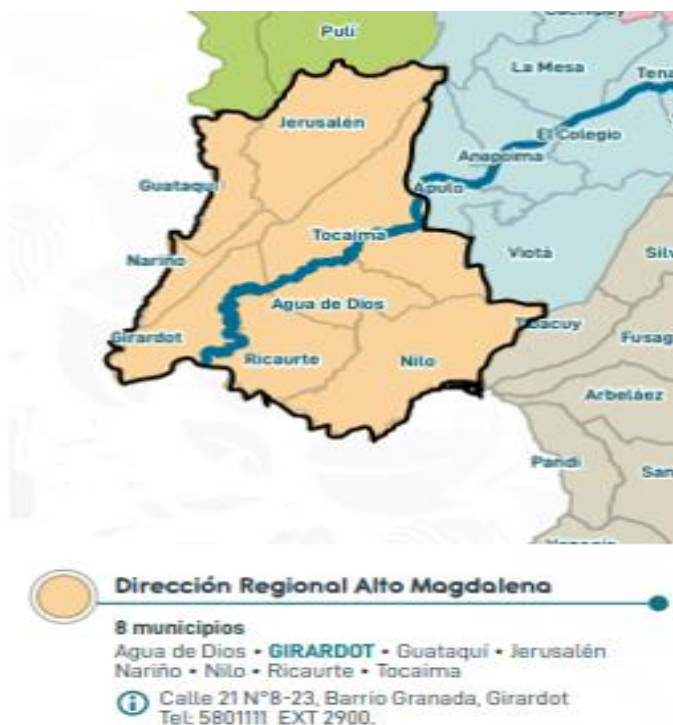 Pulí
La Mesa
Tena
Jerusalén
El Colegio
Anapoima
Guataquí
Apulo
Tocaima
Viotá
Nariño
Agua de Dios
Girardot
Ricaurte
Nilo
Fusag
Arbeláez
Pandi
San
Dirección Regional Alto Magdalena
8 municipios
Agua de Dios • GIRARDOT • Guataquí • Jerusalén
Nariño • Nilo • Ricaurte • Tocaima
Calle 21 N°8-23, Barrio Granada, Girardot
Tel: 5801111 EXT 2900.